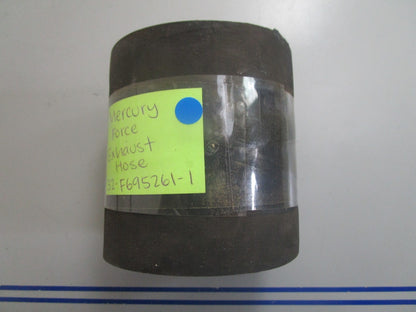 Mercury
Force
Exhaust
Hose
32-F695261-1